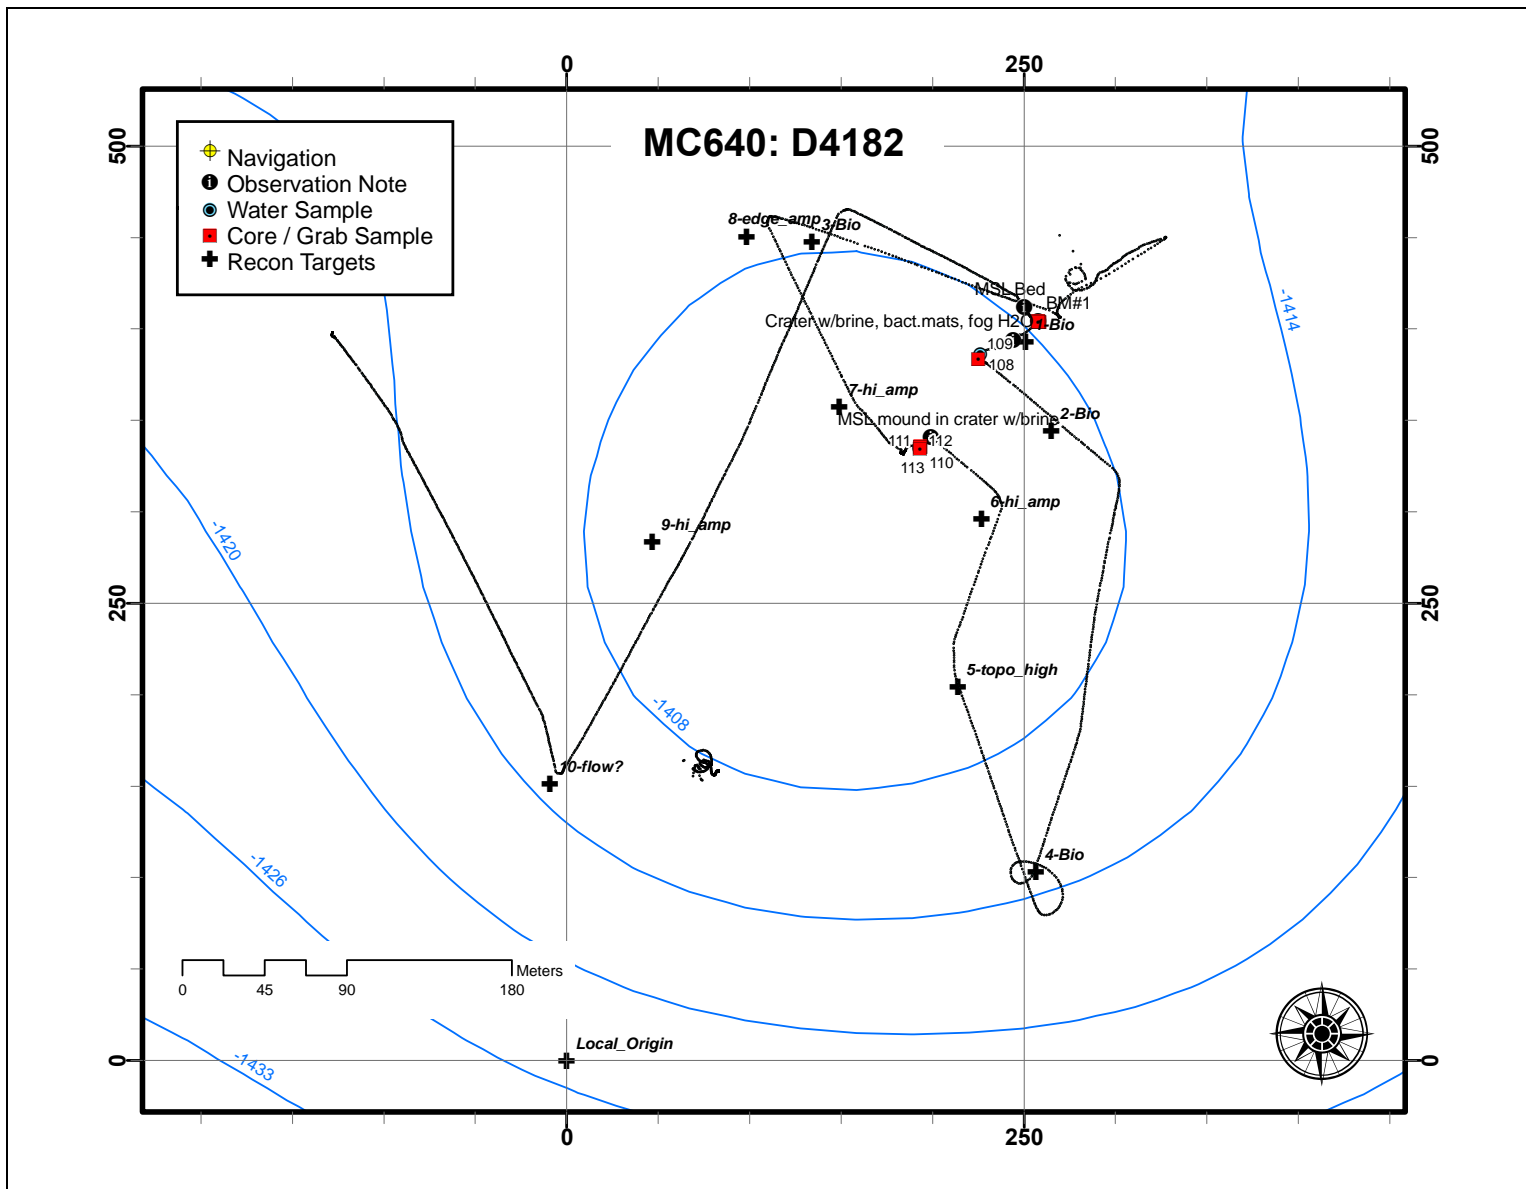 0
250
500
500
MC640: D4182
Navigation
Observation Note
Water Sample
Core / Grab Sample
Recon Targets
8-edge_amp
3-Bio
MSL Bed
BM#1
-1414
Crater w/brine, bact.mats, fog H2O
1-Bio
109
108
7-hi_amp
MSL mound in crater w/brine
2-Bio
111
112
113
110
6-hi_amp
9-hi_amp
-1420
250
250
5-topo_high
-1408
10-flow?
4-Bio
-1426
Meters
0
45
90
180
Local_Origin
-1433
0
0
0
250